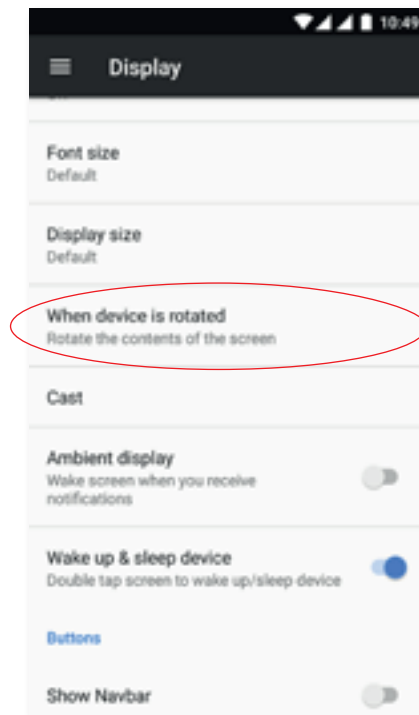 10:49
Display
Font size
Default
Display size
Default
When device is rotated
Rotate the contents of the screen
Cast
Ambient display
Wake screen when you receive
notifications
Wake up & sleep device
Double tap screen to wake up/sleep device
Buttons
Show Navbar